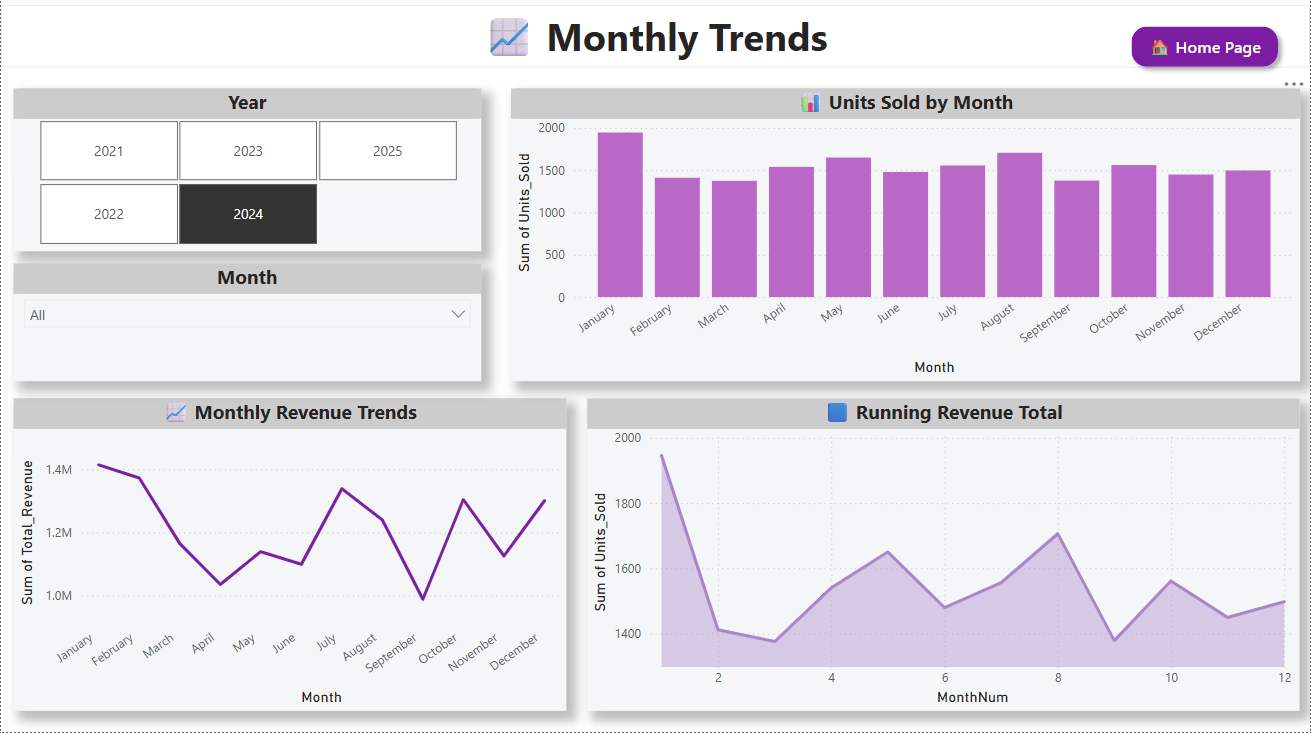 📈 Monthly Trends
🏠 Home Page
Year
2021
2023
2025
2022
2024
Month
All
📊 Units Sold by Month
Sum of Units_Sold
2000
1500
1000
500
0
January
February
March
April
May
June
July
August
September
October
November
December
Month
📈 Monthly Revenue Trends
Sum of Total_Revenue
1.4M
1.2M
1.0M
January
February
March
April
May
June
July
August
September
October
November
December
Month
🟦 Running Revenue Total
Sum of Units_Sold
2000
1800
1600
1400
2
4
6
8
10
12
MonthNum